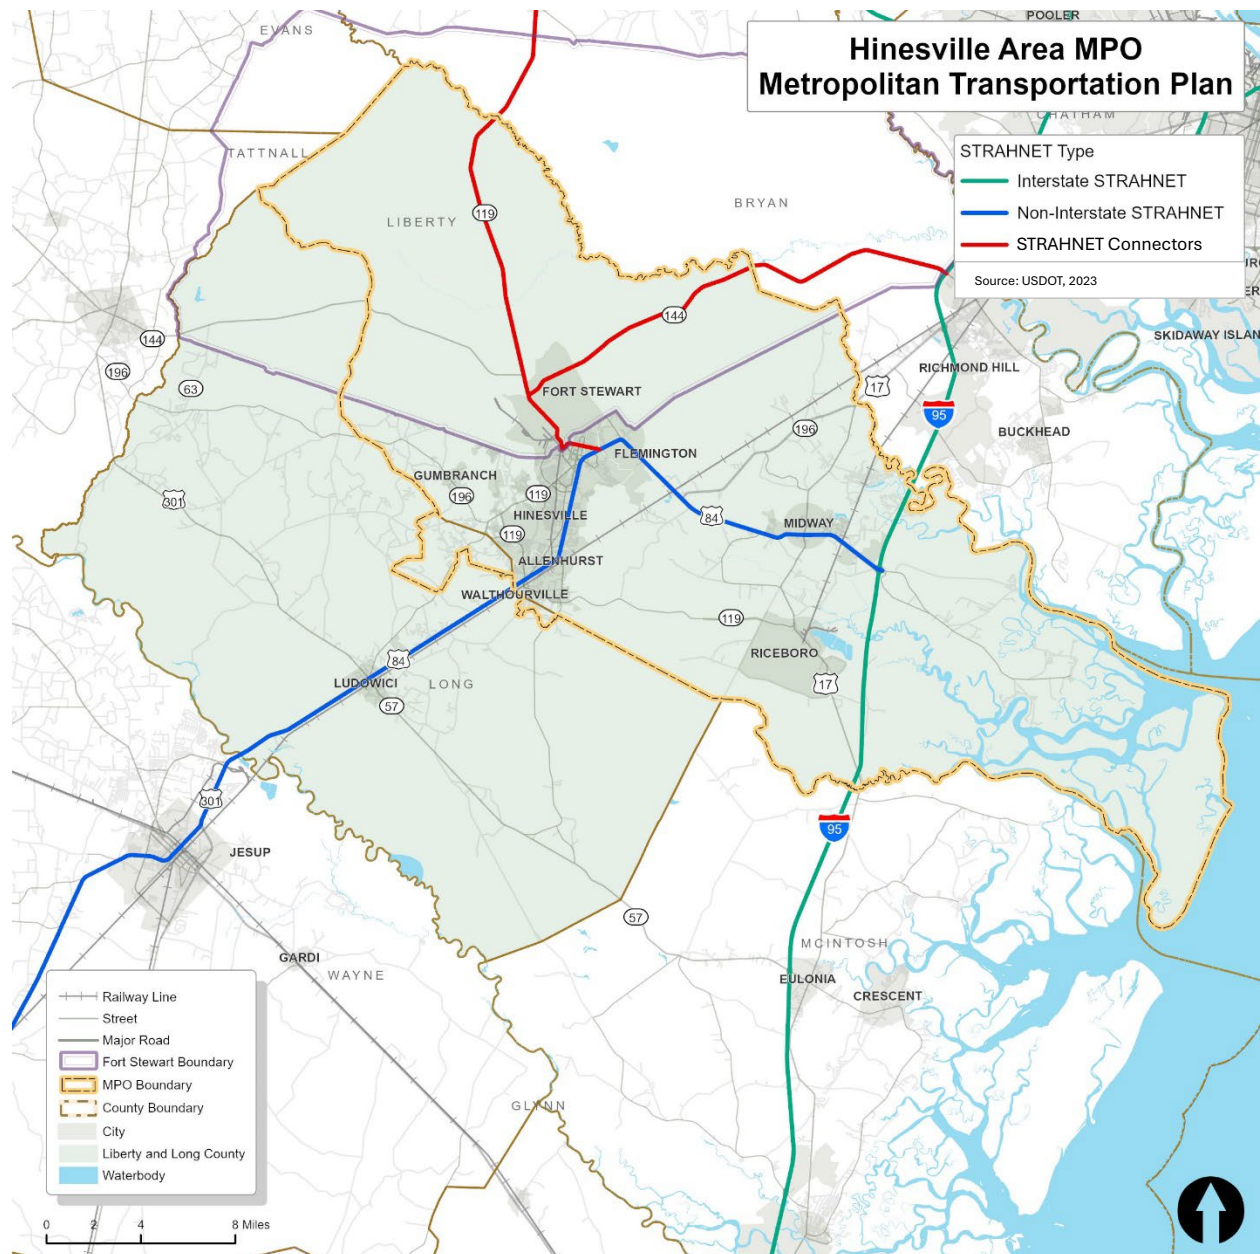 POOLER
EVANS
Hinesville Area MPO
Metropolitan Transportation Plan
CHATHAM
STRAHNET Type
Interstate STRAHNET
Non-Interstate STRAHNET
STRAHNET Connectors
Source: USDOT, 2023
TATTNALL
BRYAN
119
LIBERTY
144
144
SKIDAWAY ISLAN
196
63
RICHMOND HILL
17
FORT STEWART
95
BUCKHEAD
196
FLEMINGTON
GUMBRANCH
196
119
301
HINESVILLE
84
MIDWAY
119
ALLENHURST
WALTHOURVILLE
119
RICEBORO
84
LUDOWICI
LONG
17
57
301
95
JESUP
57
MCINTOSH
GARDI
WAYNE
EULONIA
CRESCENT
GLYNN
Railway Line
Street
Major Road
Fort Stewart Boundary
MPO Boundary
County Boundary
City
Liberty and Long County
Waterbody
0 2 4 8 Miles